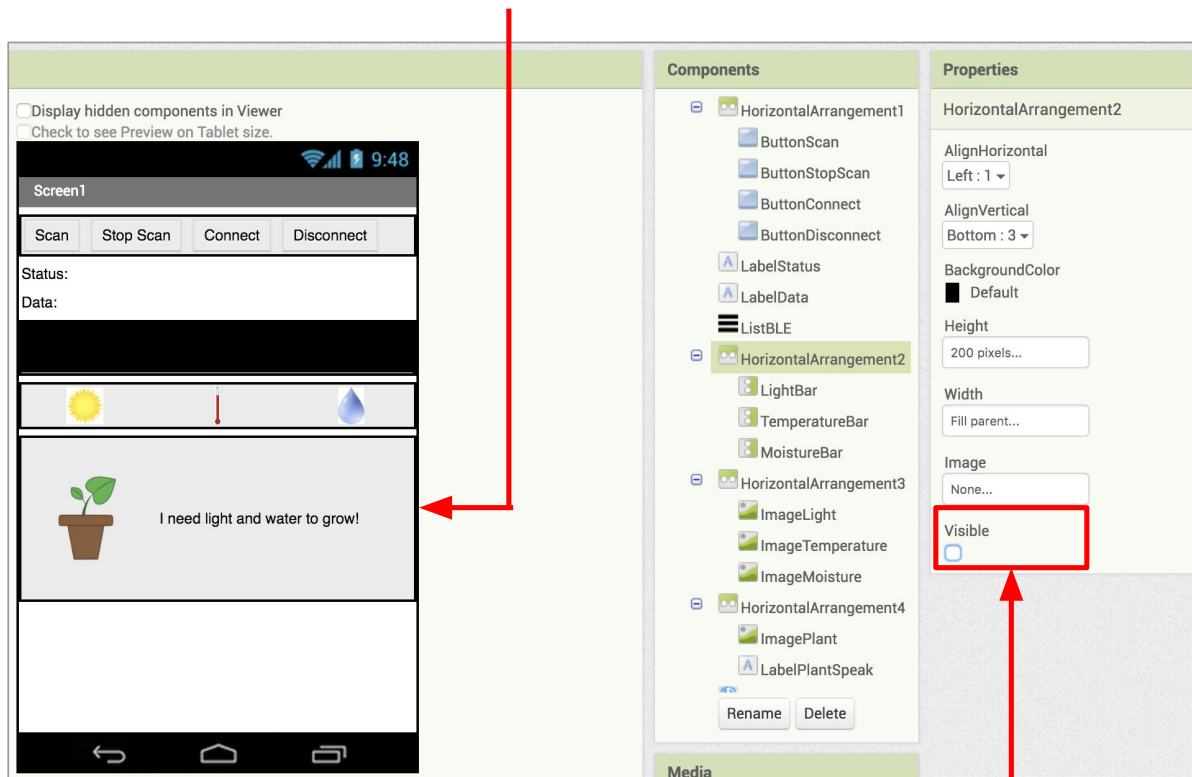 Components
Properties
Display hidden components in Viewer
Check to see Preview on Tablet size.
9:48
Screen1
Scan
Stop Scan
Connect
Disconnect
Status:
Data:
I need light and water to grow!
HorizontalArrangement1
ButtonScan
ButtonStopScan
ButtonConnect
ButtonDisconnect
LabelStatus
LabelData
ListBLE
HorizontalArrangement2
LightBar
TemperatureBar
MoistureBar
HorizontalArrangement3
ImageLight
ImageTemperature
ImageMoisture
HorizontalArrangement4
ImagePlant
LabelPlantSpeak
Rename
Delete
Media
HorizontalArrangement2
AlignHorizontal
Left : 1
AlignVertical
Bottom : 3
BackgroundColor
Default
Height
200 pixels...
Width
Fill parent...
Image
None...
Visible